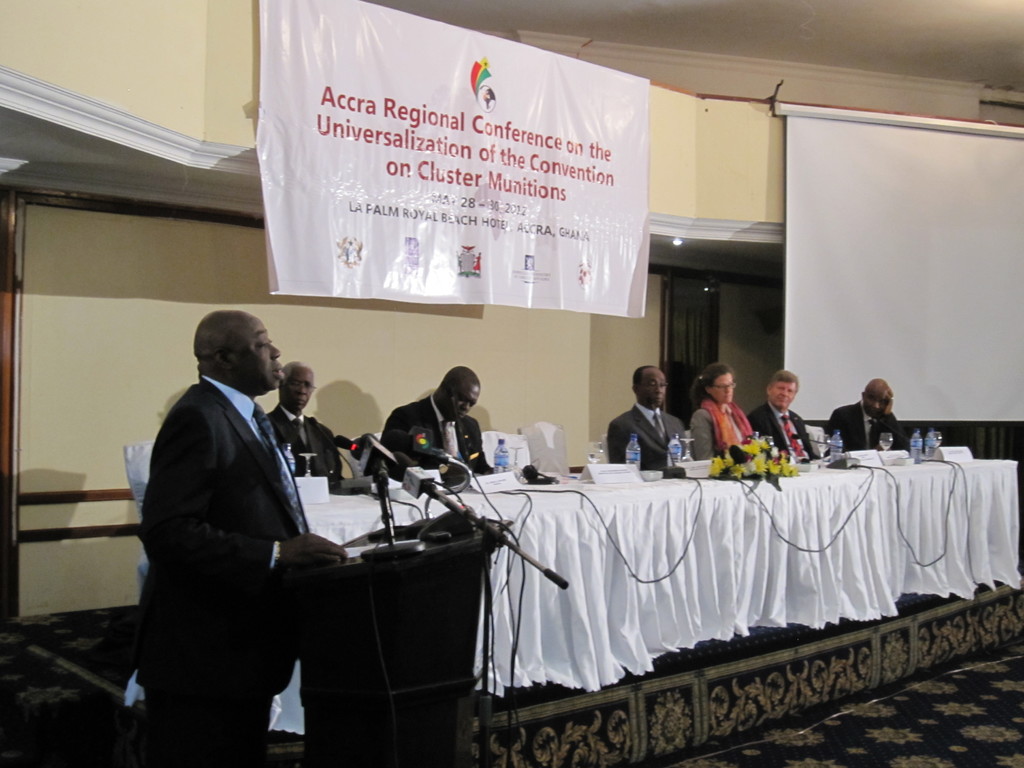 Accra Regional Conference on the
Universalization of the Convention
on Cluster Munitions
MAY 28 – 30, 2012
LA PALM ROYAL BEACH HOTEL, ACCRA, GHANA